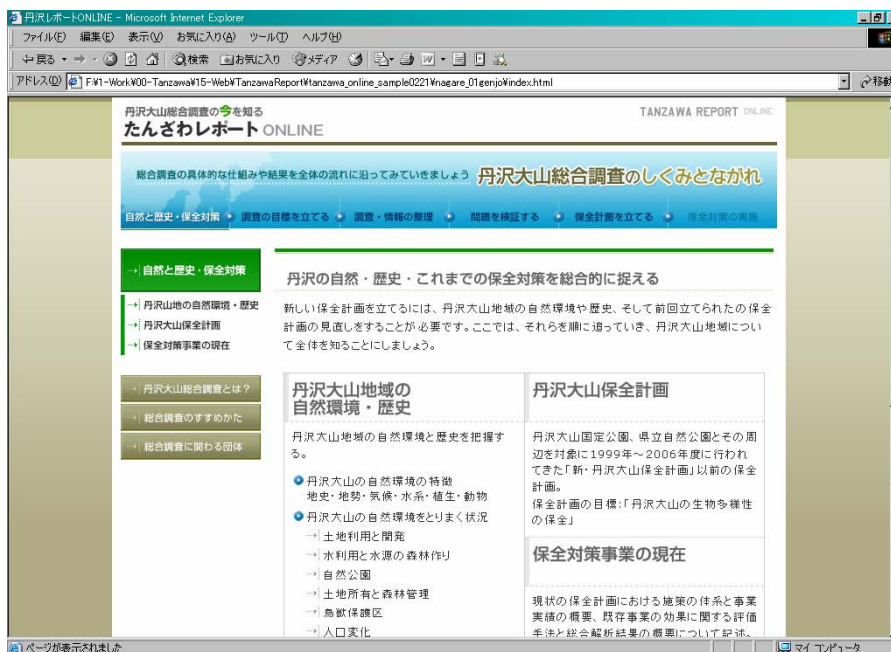 丹沢レポートONLINE - Microsoft Internet Explorer
ファイル(F) 編集(E) 表示(V) お気に入り(A) ツール(T) ヘルプ(H)
戻る 検索 お気に入り メディア
アドレス(D) F:¥1-Work¥00-Tanzawa¥15-Web¥TanzawaReport¥tanzawa_online_sample0221¥nagare_01genjo¥index.html 移動
丹沢大山総合調査の今を知る
たんざわレポート ONLINE
TANZAWA REPORT ONLINE
総合調査の具体的な仕組みや結果を全体の流れに沿ってみていきましょう 丹沢大山総合調査のしくみとながれ
自然と歴史・保全対策 調査の目標を立てる 調査・情報の整理 問題を検証する 保全計画を立てる 保全対策の実施
自然と歴史・保全対策
丹沢山地の自然環境・歴史
丹沢大山保全計画
保全対策事業の現在
丹沢大山総合調査とは？
総合調査のすすめかた
総合調査に関わる団体
丹沢の自然・歴史・これまでの保全対策を総合的に捉える
新しい保全計画を立てるには、丹沢大山地域の自然環境や歴史、そして前回立てられたの保全
計画の見直しをすることが必要です。ここでは、それらを順に追っていき、丹沢大山地域につい
て全体を知ることにしましょう。
丹沢大山地域の
自然環境・歴史
丹沢大山地域の自然環境と歴史を把握す
る。
丹沢大山の自然環境の特徴
地史・地勢・気候・水系・植生・動物
丹沢大山の自然環境をとりまく状況
土地利用と開発
水利用と水源の森林作り
自然公園
土地所有と森林管理
鳥獣保護区
人口変化
丹沢大山保全計画
丹沢大山国定公園、県立自然公園とその周
辺を対象に1999年～2006年度に行われ
てきた「新・丹沢大山保全計画」以前の保全
計画。
保全計画の目標:「丹沢大山の生物多様性
の保全」
保全対策事業の現在
現状の保全計画における施策の体系と事業
実績の概要、既存事業の効果に関する評価
手法と総合解析結果の概要について記述。
ページが表示されました
マイ コンピュータ